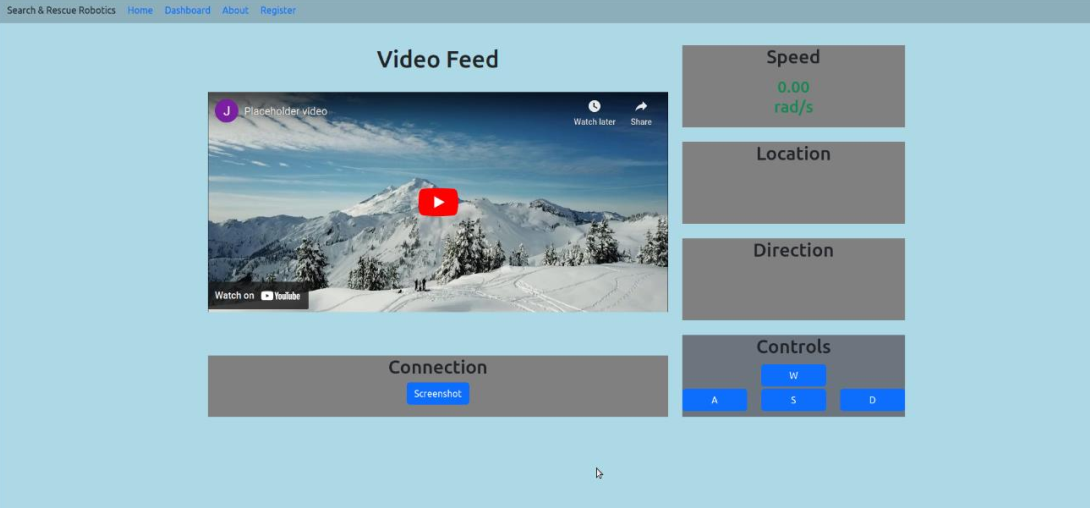 Search & Rescue Robotics Home Dashboard About Register
Video Feed
J Placeholder video
Watch later Share
Watch on YouTube
Connection
Screenshot
Speed
0.00
rad/s
Location
Direction
Controls
W
A S D